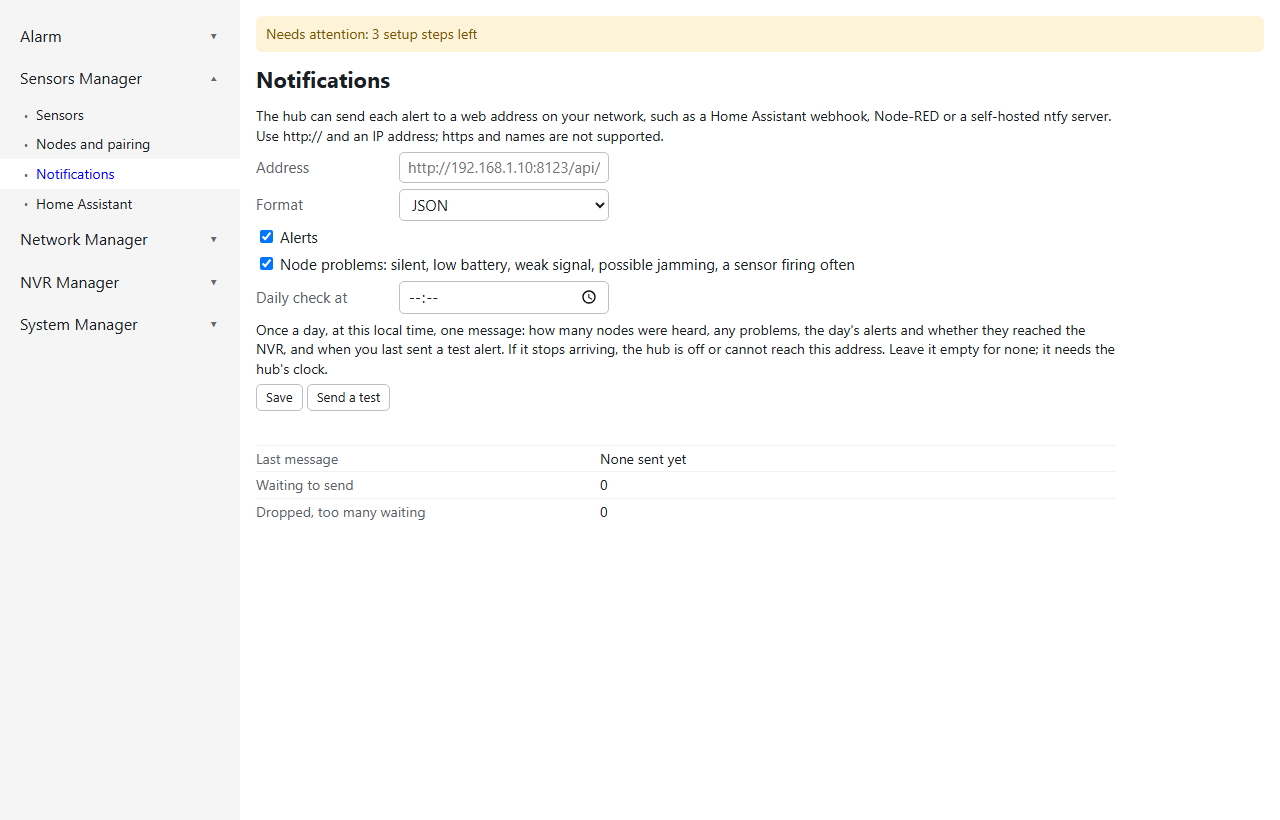 Alarm
Sensors Manager
Sensors
Nodes and pairing
Notifications
Home Assistant
Network Manager
NVR Manager
System Manager
Needs attention: 3 setup steps left
Notifications
The hub can send each alert to a web address on your network, such as a Home Assistant webhook, Node-RED or a self-hosted ntfy server.
Use http:// and an IP address; https and names are not supported.
Address http://192.168.1.10:8123/api/
Format JSON
Alerts
Node problems: silent, low battery, weak signal, possible jamming, a sensor firing often
Daily check at --:--
Once a day, at this local time, one message: how many nodes were heard, any problems, the day's alerts and whether they reached the
NVR, and when you last sent a test alert. If it stops arriving, the hub is off or cannot reach this address. Leave it empty for none; it needs the
hub's clock.
Save Send a test
Last message None sent yet
Waiting to send 0
Dropped, too many waiting 0